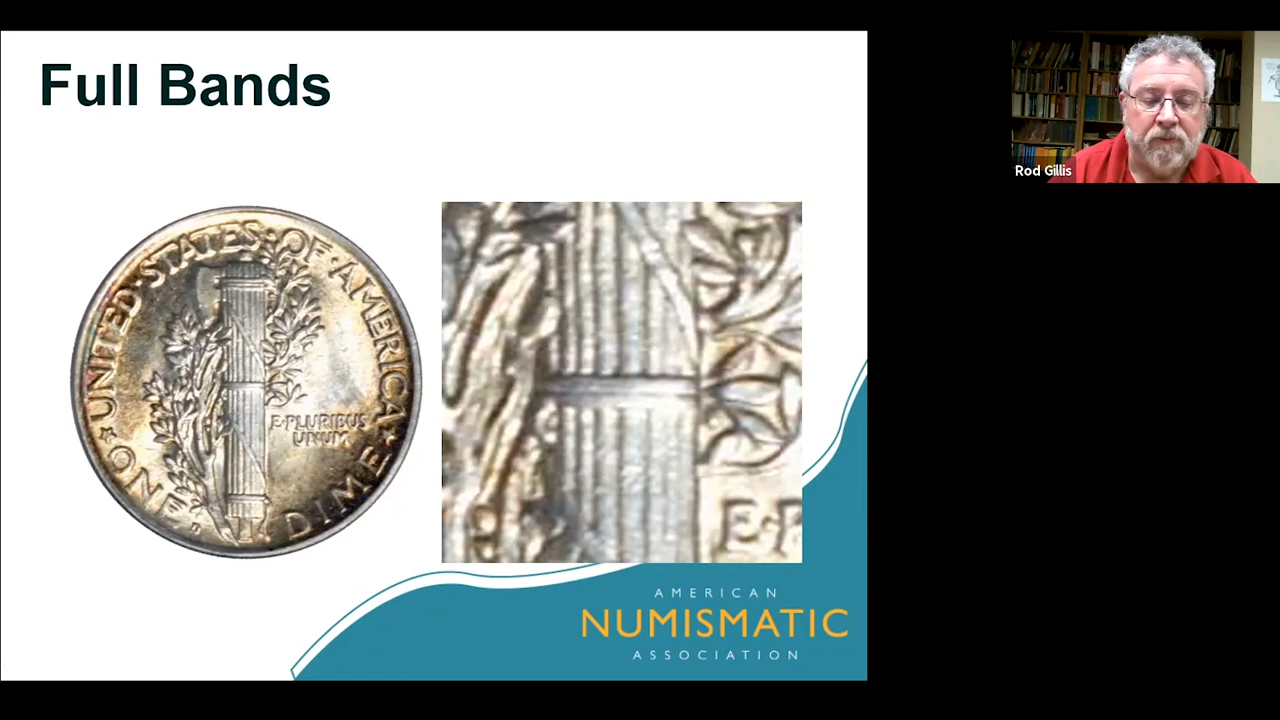 Full Bands
Rod Gillis
UNITED·STATES·OF·AMERICA
E·PLURIBUS
UNUM
ONE DIME
E·P
AMERICAN
NUMISMATIC
ASSOCIATION